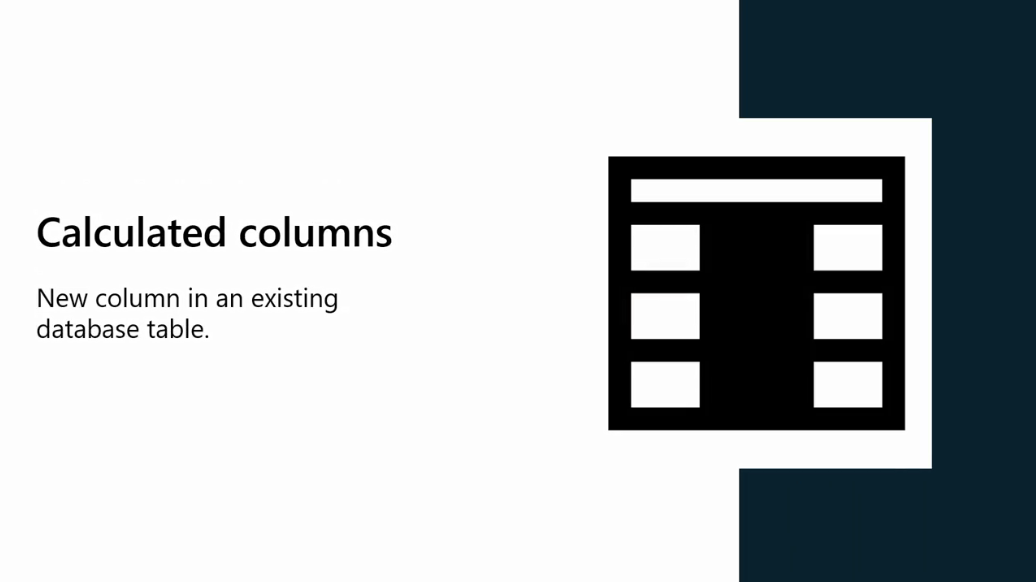 Calculated columns
New column in an existing
database table.